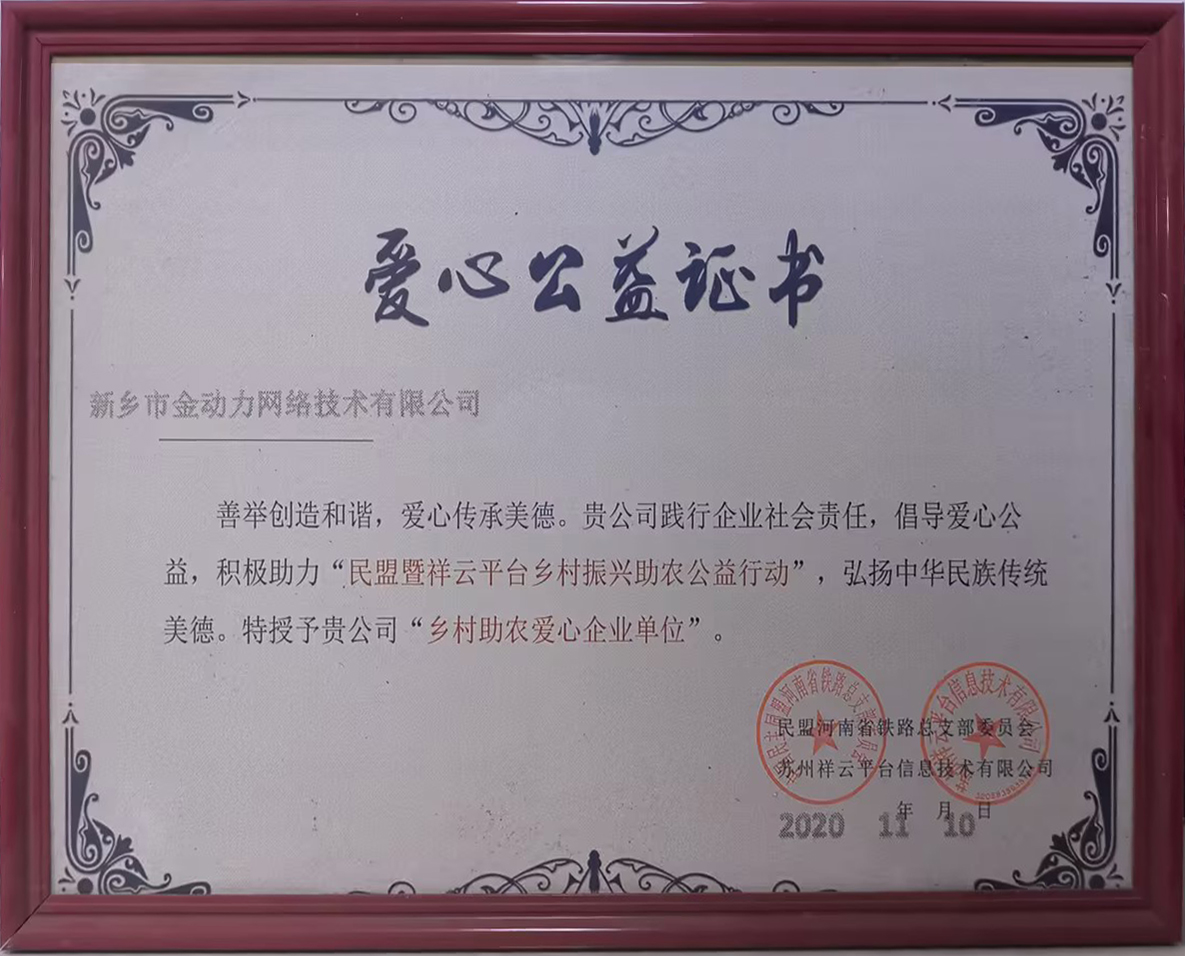 爱心公益证书
新乡市金动力网络技术有限公司
善举创造和谐，爱心传承美德。贵公司践行企业社会责任，倡导爱心公
益，积极助力“民盟暨祥云平台乡村振兴助农公益行动”，弘扬中华民族传统
美德。特授予贵公司“乡村助农爱心企业单位”。
民盟河南省铁路总支部委员会
苏州祥云平台信息技术有限公司
年 月 日
2020 11 10